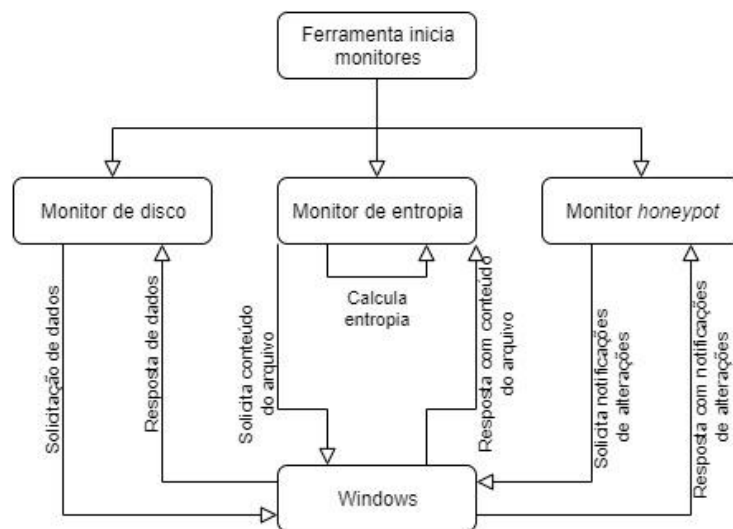 Ferramenta inicia
monitores
Monitor de disco
Monitor de entropia
Monitor honeypot
Solicitação de dados
Resposta de dados
Solicita conteúdo
do arquivo
Calcula
entropia
Resposta com conteúdo
do arquivo
Solicita notificações
de alterações
Resposta com notificações
de alterações
Windows